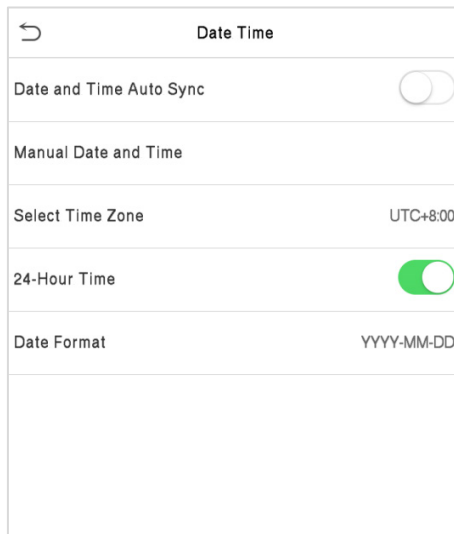 Date Time
Date and Time Auto Sync
Manual Date and Time
Select Time Zone UTC+8:00
24-Hour Time
Date Format YYYY-MM-DD